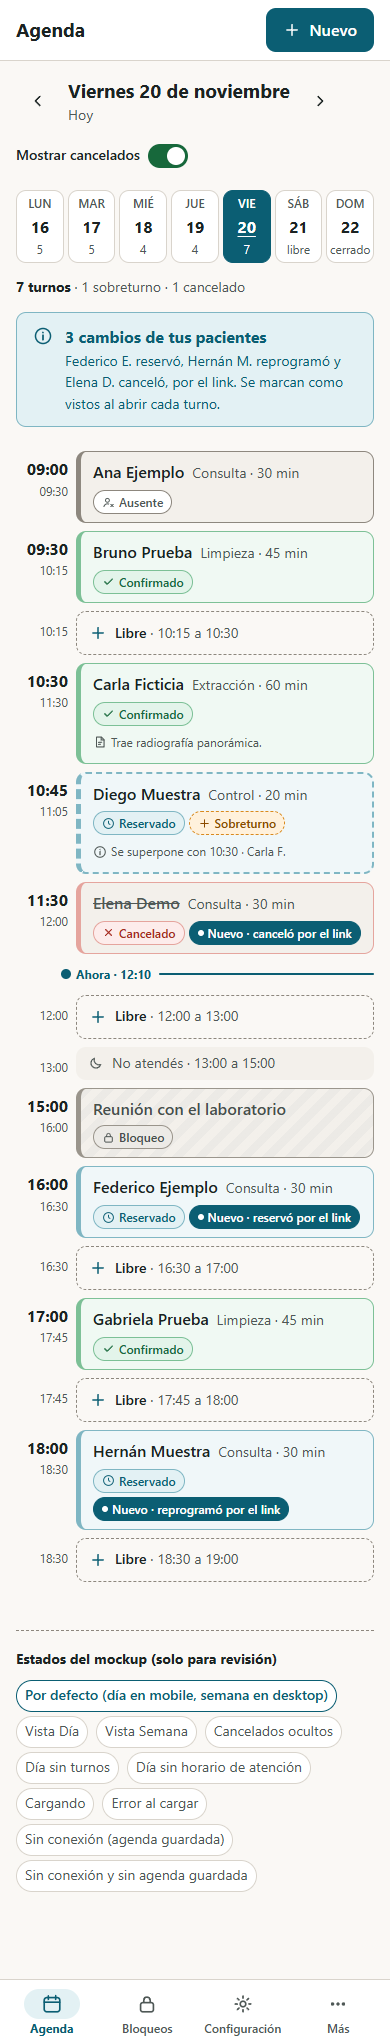 Agenda
+ Nuevo
Viernes 20 de noviembre
Hoy
Mostrar cancelados
LUN MAR MIÉ JUE VIE SÁB DOM
16 17 18 19 20 21 22
5 5 4 4 7 libre cerrado
7 turnos · 1 sobreturno · 1 cancelado
3 cambios de tus pacientes
Federico E. reservó, Hernán M. reprogramó y
Elena D. canceló, por el link. Se marcan como
vistos al abrir cada turno.
09:00 Ana Ejemplo Consulta · 30 min
09:30 Ausente
09:30 Bruno Prueba Limpieza · 45 min
10:15 Confirmado
10:15 + Libre · 10:15 a 10:30
10:30 Carla Ficticia Extracción · 60 min
11:30 Confirmado
Trae radiografía panorámica.
10:45 Diego Muestra Control · 20 min
11:05 Reservado + Sobreturno
Se superpone con 10:30 · Carla F.
11:30 Elena Demo Consulta · 30 min
12:00 Cancelado Nuevo · canceló por el link
Ahora · 12:10
12:00 + Libre · 12:00 a 13:00
13:00 No atendés · 13:00 a 15:00
15:00 Reunión con el laboratorio
16:00 Bloqueo
16:00 Federico Ejemplo Consulta · 30 min
16:30 Reservado Nuevo · reservó por el link
16:30 + Libre · 16:30 a 17:00
17:00 Gabriela Prueba Limpieza · 45 min
17:45 Confirmado
17:45 + Libre · 17:45 a 18:00
18:00 Hernán Muestra Consulta · 30 min
18:30 Reservado
Nuevo · reprogramó por el link
18:30 + Libre · 18:30 a 19:00
Estados del mockup (solo para revisión)
Por defecto (día en mobile, semana en desktop)
Vista Día Vista Semana Cancelados ocultos
Día sin turnos Día sin horario de atención
Cargando Error al cargar
Sin conexión (agenda guardada)
Sin conexión y sin agenda guardada
Agenda Bloqueos Configuración Más